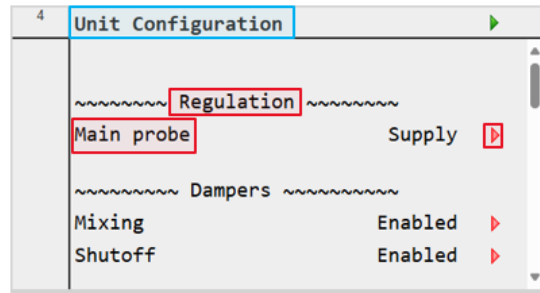 4 Unit Configuration
~~~~~~~~ Regulation ~~~~~~~~
Main probe Supply
~~~~~~~~~ Dampers ~~~~~~~~~~
Mixing Enabled
Shutoff Enabled